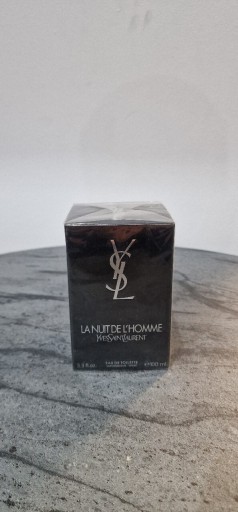 YSL
LA NUIT DE L'HOMME
YVES SAINT LAURENT
EAU DE TOILETTE